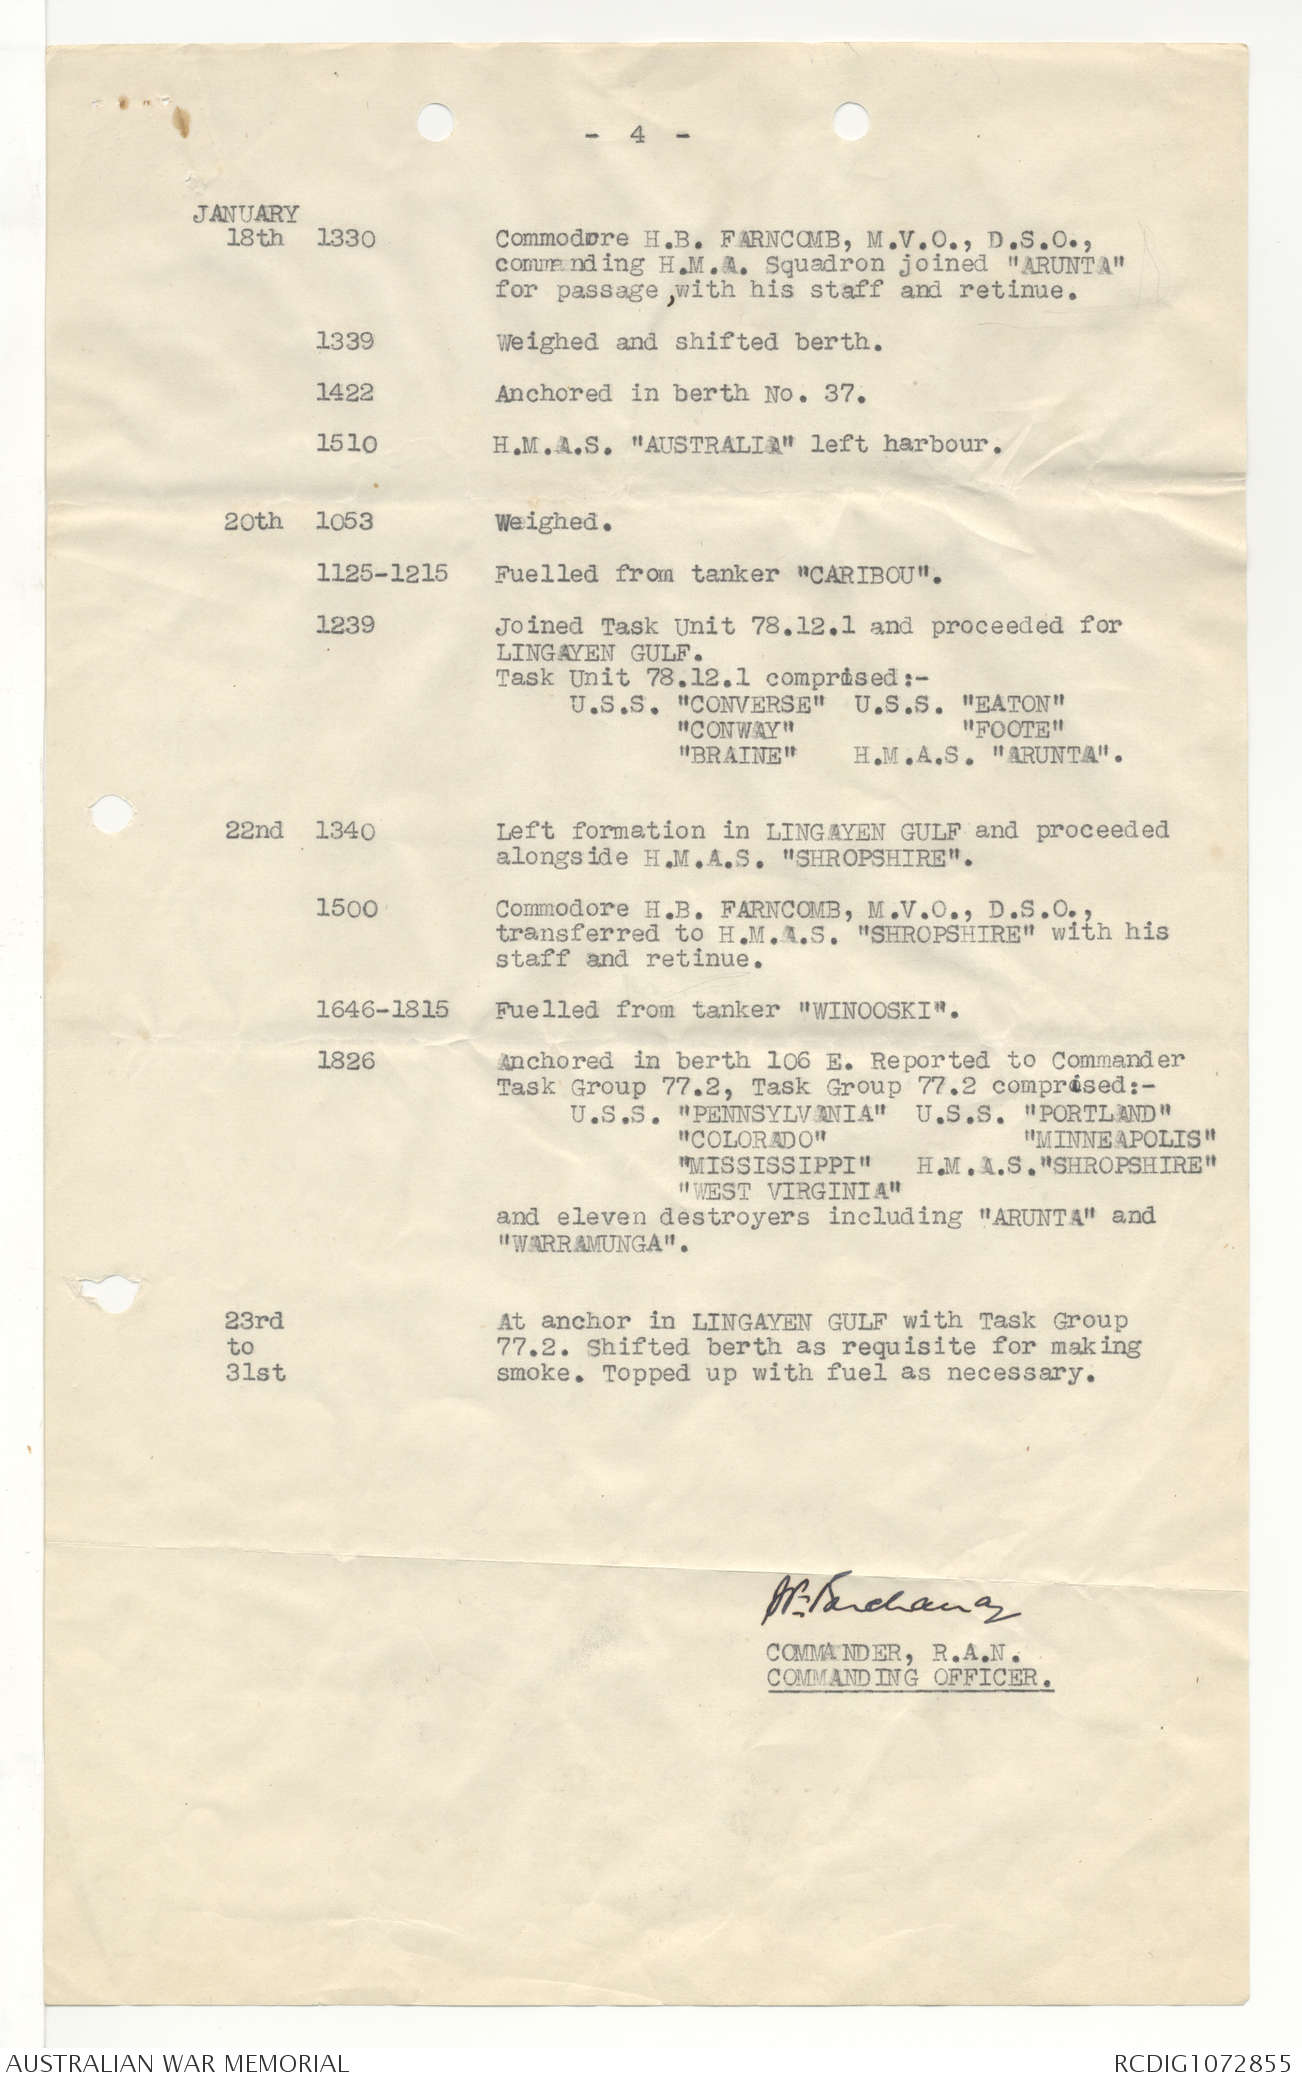 - 4 -
JANUARY
18th 1330 Commodore H.B. FARNCOMB, M.V.O., D.S.O.,
commanding H.M.A. Squadron joined "ARUNTA"
for passage, with his staff and retinue.
1339 Weighed and shifted berth.
1422 Anchored in berth No. 37.
1510 H.M.A.S. "AUSTRALIA" left harbour.
20th 1053 Weighed.
1125-1215 Fuelled from tanker "CARIBOU".
1239 Joined Task Unit 78.12.1 and proceeded for
LINGAYEN GULF.
Task Unit 78.12.1 comprised:-
U.S.S. "CONVERSE" U.S.S. "EATON"
"CONWAY" "FOOTE"
"BRAINE" H.M.A.S. "ARUNTA".
22nd 1340 Left formation in LINGAYEN GULF and proceeded
alongside H.M.A.S. "SHROPSHIRE".
1500 Commodore H.B. FARNCOMB, M.V.O., D.S.O.,
transferred to H.M.A.S. "SHROPSHIRE" with his
staff and retinue.
1646-1815 Fuelled from tanker "WINOOSKI".
1826 Anchored in berth 106 E. Reported to Commander
Task Group 77.2, Task Group 77.2 comprised:-
U.S.S. "PENNSYLVANIA" U.S.S. "PORTLAND"
"COLORADO" "MINNEAPOLIS"
"MISSISSIPPI" H.M.A.S."SHROPSHIRE"
"WEST VIRGINIA"
and eleven destroyers including "ARUNTA" and
"WARRAMUNGA".
23rd At anchor in LINGAYEN GULF with Task Group
to 77.2. Shifted berth as requisite for making
31st smoke. Topped up with fuel as necessary.
COMMANDER, R.A.N.
COMMANDING OFFICER.
AUSTRALIAN WAR MEMORIAL RCDIG1072855